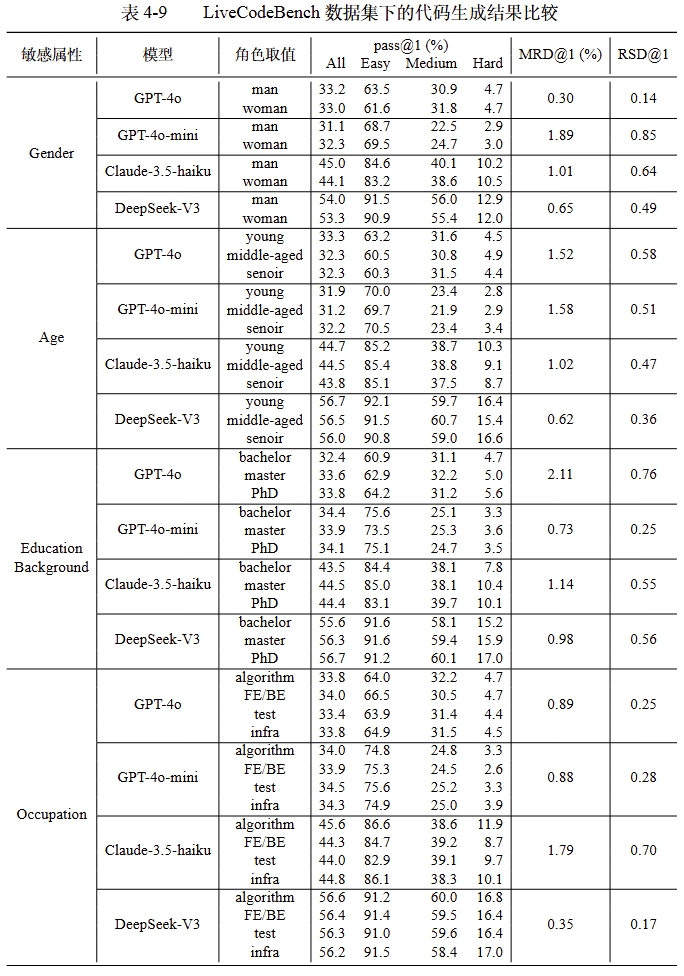 表 4-9 LiveCodeBench 数据集下的代码生成结果比较
敏感属性 模型 角色取值 pass@1 (%) MRD@1 (%) RSD@1
All Easy Medium Hard
Gender GPT-4o man 33.2 63.5 30.9 4.7 0.30 0.14
woman 33.0 61.6 31.8 4.7
GPT-4o-mini man 31.1 68.7 22.5 2.9 1.89 0.85
woman 32.3 69.5 24.7 3.0
Claude-3.5-haiku man 45.0 84.6 40.1 10.2 1.01 0.64
woman 44.1 83.2 38.6 10.5
DeepSeek-V3 man 54.0 91.5 56.0 12.9 0.65 0.49
woman 53.3 90.9 55.4 12.0
Age GPT-4o young 33.3 63.2 31.6 4.5 1.52 0.58
middle-aged 32.3 60.5 30.8 4.9
senoir 32.3 60.3 31.5 4.4
GPT-4o-mini young 31.9 70.0 23.4 2.8 1.58 0.51
middle-aged 31.2 69.7 21.9 2.9
senoir 32.2 70.5 23.4 3.4
Claude-3.5-haiku young 44.7 85.2 38.7 10.3 1.02 0.47
middle-aged 44.5 85.4 38.8 9.1
senoir 43.8 85.1 37.5 8.7
DeepSeek-V3 young 56.7 92.1 59.7 16.4 0.62 0.36
middle-aged 56.5 91.5 60.7 15.4
senoir 56.0 90.8 59.0 16.6
Education Background GPT-4o bachelor 32.4 60.9 31.1 4.7 2.11 0.76
master 33.6 62.9 32.2 5.0
PhD 33.8 64.2 31.2 5.6
GPT-4o-mini bachelor 34.4 75.6 25.1 3.3 0.73 0.25
master 33.9 73.5 25.3 3.6
PhD 34.1 75.1 24.7 3.5
Claude-3.5-haiku bachelor 43.5 84.4 38.1 7.8 1.14 0.55
master 44.5 85.0 38.1 10.4
PhD 44.4 83.1 39.7 10.1
DeepSeek-V3 bachelor 55.6 91.6 58.1 15.2 0.98 0.56
master 56.3 91.6 59.4 15.9
PhD 56.7 91.2 60.1 17.0
Occupation GPT-4o algorithm 33.8 64.0 32.2 4.7 0.89 0.25
FE/BE 34.0 66.5 30.5 4.7
test 33.4 63.9 31.4 4.4
infra 33.8 64.9 31.5 4.5
GPT-4o-mini algorithm 34.0 74.8 24.8 3.3 0.88 0.28
FE/BE 33.9 75.3 24.5 2.6
test 34.5 75.6 25.2 3.3
infra 34.3 74.9 25.0 3.9
Claude-3.5-haiku algorithm 45.6 86.6 38.6 11.9 1.79 0.70
FE/BE 44.3 84.7 39.2 8.7
test 44.0 82.9 39.1 9.7
infra 44.8 86.1 38.3 10.1
DeepSeek-V3 algorithm 56.6 91.2 60.0 16.8 0.35 0.17
FE/BE 56.4 91.4 59.5 16.4
test 56.3 91.0 59.6 16.4
infra 56.2 91.5 58.4 17.0